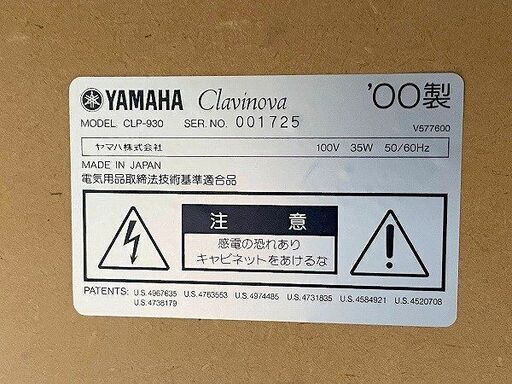 YAMAHA Clavinova '00製
MODEL CLP-930 SER. NO. 001725 V577600
ヤマハ株式会社 100V 35W 50/60Hz
MADE IN JAPAN
電気用品取締法技術基準適合品
注 意
感電の恐れあり
キャビネットをあけるな
PATENTS: U.S.4967635 U.S.4763553 U.S.4974485 U.S.4731835 U.S.4584921 U.S.4520708
U.S.4738179